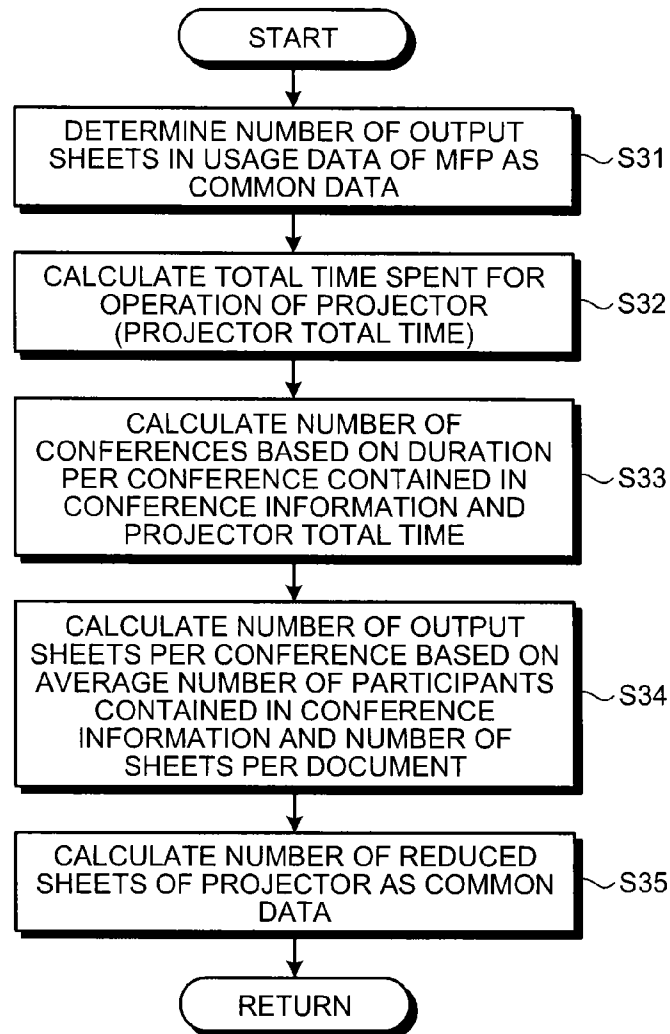 START
DETERMINE NUMBER OF OUTPUT
SHEETS IN USAGE DATA OF MFP AS
COMMON DATA
S31
CALCULATE TOTAL TIME SPENT FOR
OPERATION OF PROJECTOR
(PROJECTOR TOTAL TIME)
S32
CALCULATE NUMBER OF
CONFERENCES BASED ON DURATION
PER CONFERENCE CONTAINED IN
CONFERENCE INFORMATION AND
PROJECTOR TOTAL TIME
S33
CALCULATE NUMBER OF OUTPUT
SHEETS PER CONFERENCE BASED ON
AVERAGE NUMBER OF PARTICIPANTS
CONTAINED IN CONFERENCE
INFORMATION AND NUMBER OF
SHEETS PER DOCUMENT
S34
CALCULATE NUMBER OF REDUCED
SHEETS OF PROJECTOR AS COMMON
DATA
S35
RETURN